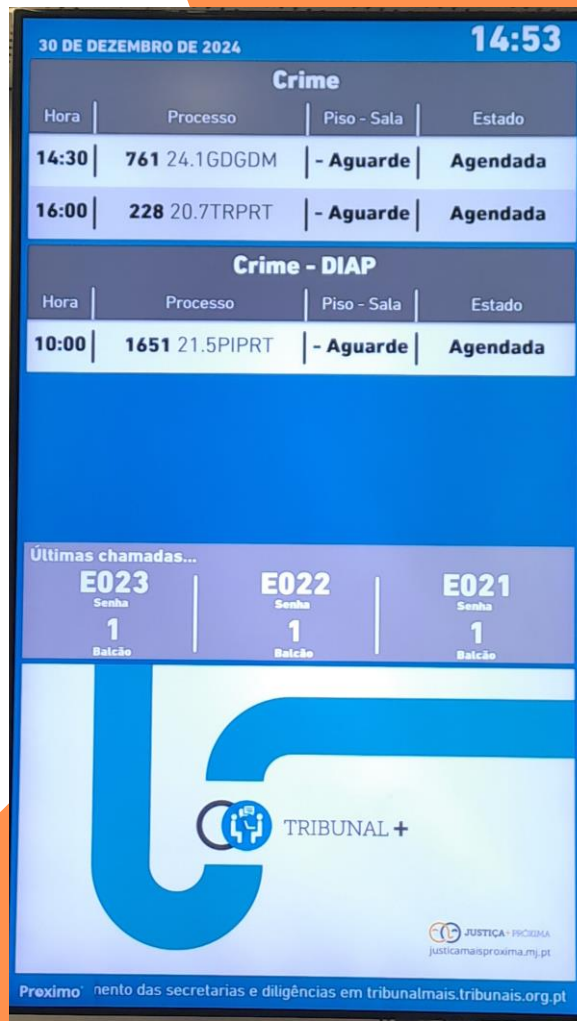 30 DE DEZEMBRO DE 2024 14:53
Crime
Hora Processo Piso - Sala Estado
14:30 761 24.1GDGDM - Aguarde Agendada
16:00 228 20.7TRPRT - Aguarde Agendada
Crime - DIAP
Hora Processo Piso - Sala Estado
10:00 1651 21.5PIPRT - Aguarde Agendada
Últimas chamadas...
E023 E022 E021
Senha Senha Senha
1 1 1
Balcão Balcão Balcão
TRIBUNAL +
JUSTIÇA + PRÓXIMA
justicamaisproxima.mj.pt
Proximo nento das secretarias e diligências em tribunalmais.tribunais.org.pt